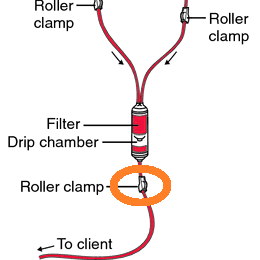 Roller
clamp
Roller
clamp
Filter
Drip chamber
Roller clamp
To client